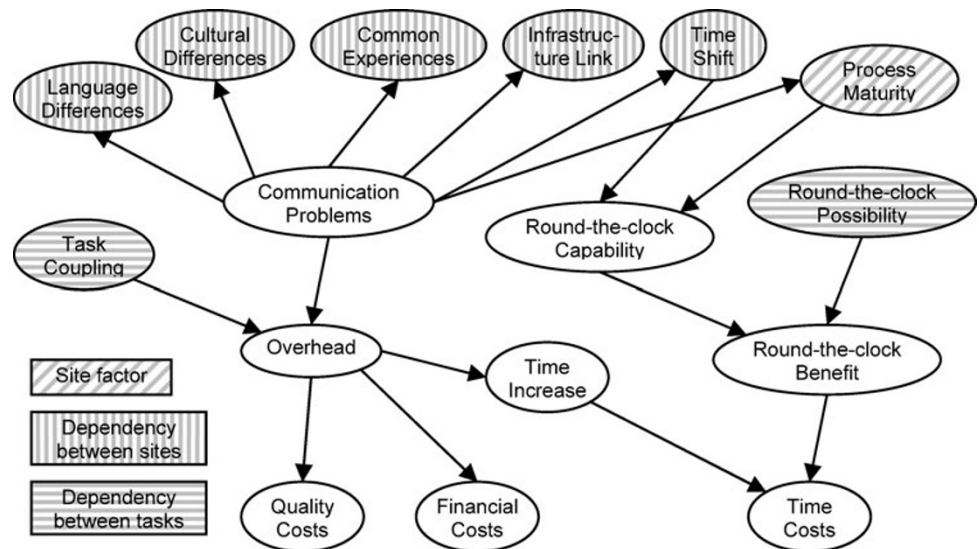 Cultural
Differences
Common
Experiences
Infrastruc-
ture Link
Time
Shift
Language
Differences
Process
Maturity
Communication
Problems
Round-the-clock
Possibility
Round-the-clock
Capability
Task
Coupling
Overhead
Time
Increase
Round-the-clock
Benefit
Site factor
Dependency
between sites
Dependency
between tasks
Quality
Costs
Financial
Costs
Time
Costs